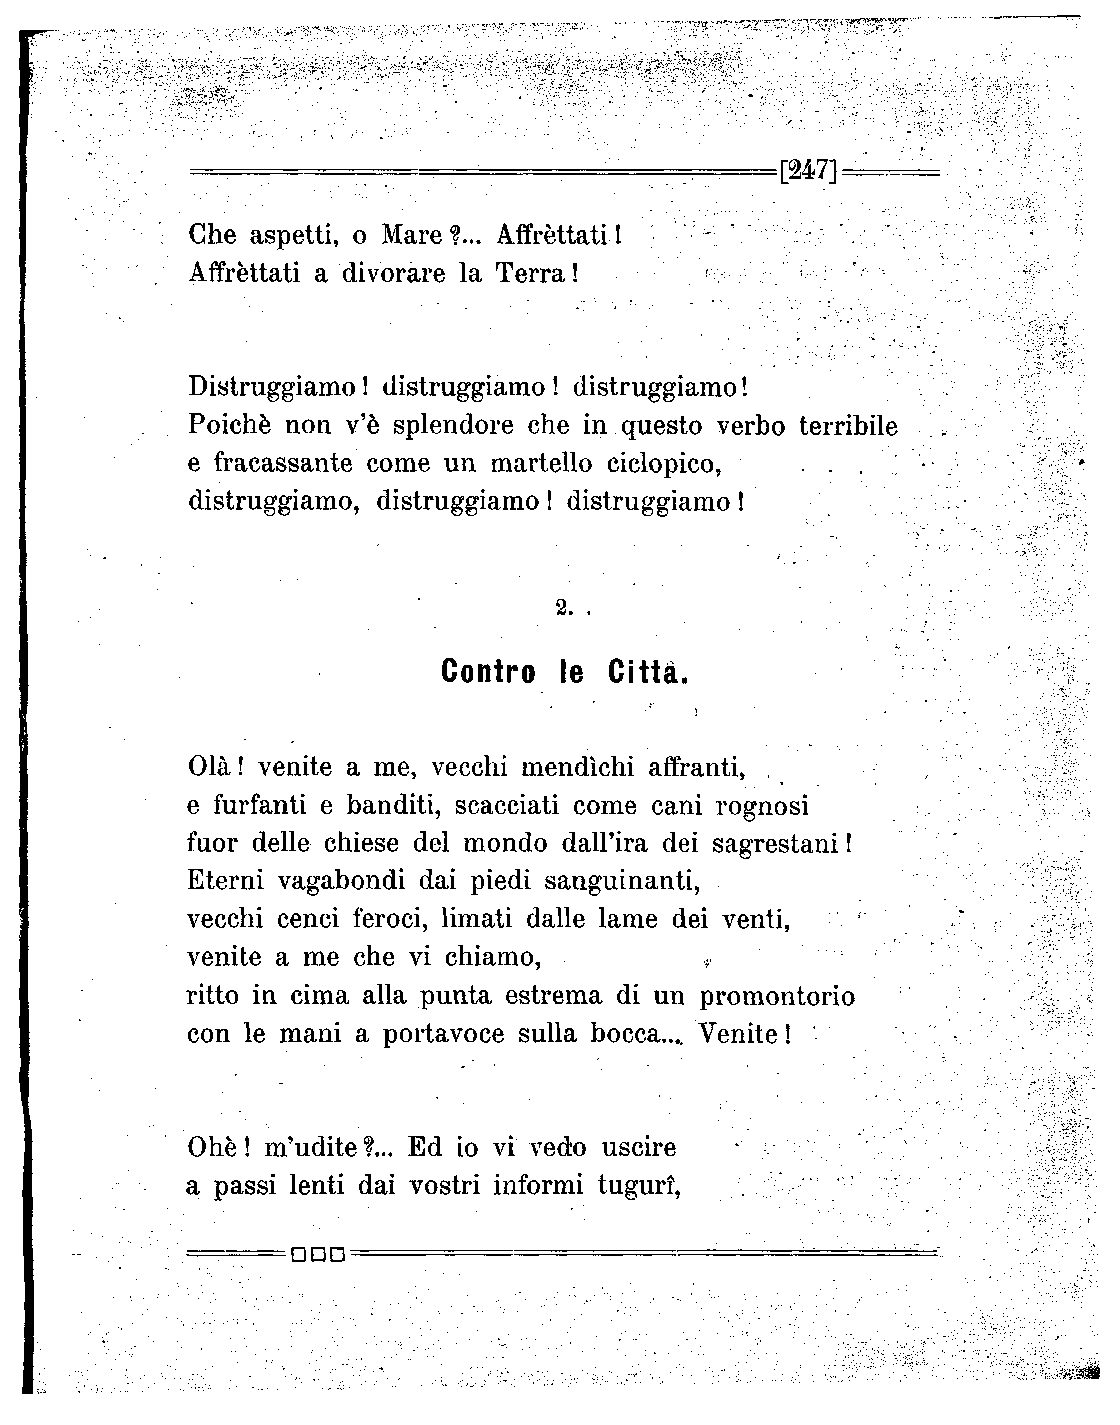 [247]
Che aspetti, o Mare?... Affrèttati!
Affrèttati a divorare la Terra!
Distruggiamo! distruggiamo! distruggiamo!
Poichè non v'è splendore che in questo verbo terribile
e fracassante come un martello ciclopico,
distruggiamo, distruggiamo! distruggiamo!
2.
Contro le Città.
Olà! venite a me, vecchi mendìchi affranti,
e furfanti e banditi, scacciati come cani rognosi
fuor delle chiese del mondo dall'ira dei sagrestani!
Eterni vagabondi dai piedi sanguinanti,
vecchi cenci feroci, limati dalle lame dei venti,
venite a me che vi chiamo,
ritto in cima alla punta estrema di un promontorio
con le mani a portavoce sulla bocca... Venite!
Ohè! m'udite?... Ed io vi vedo uscire
a passi lenti dai vostri informi tugurî,